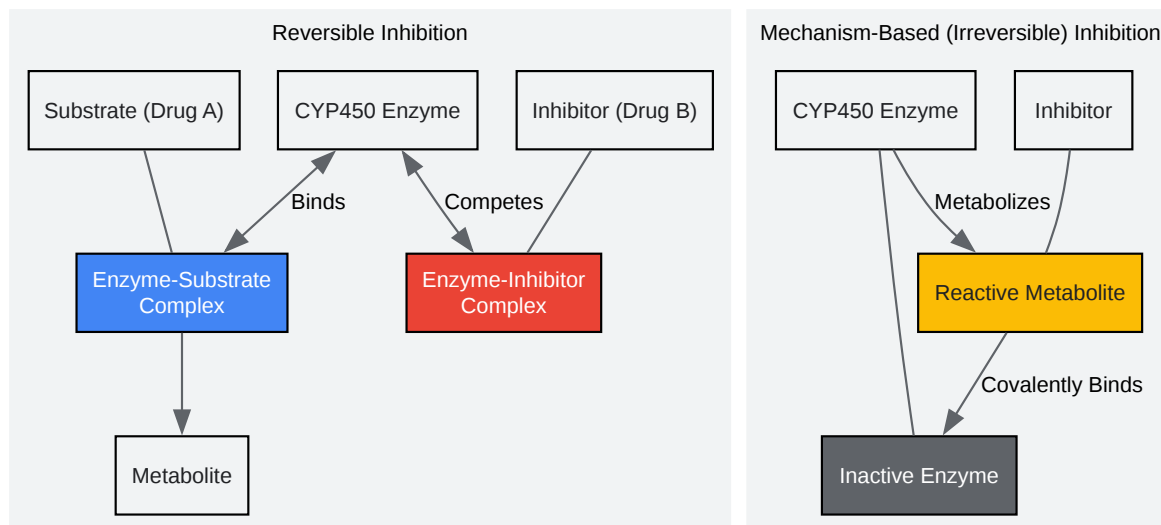 Reversible Inhibition
Substrate (Drug A)
CYP450 Enzyme
Inhibitor (Drug B)
Binds
Competes
Enzyme-Substrate
Complex
Enzyme-Inhibitor
Complex
Metabolite
Mechanism-Based (Irreversible) Inhibition
CYP450 Enzyme
Inhibitor
Metabolizes
Reactive Metabolite
Covalently Binds
Inactive Enzyme